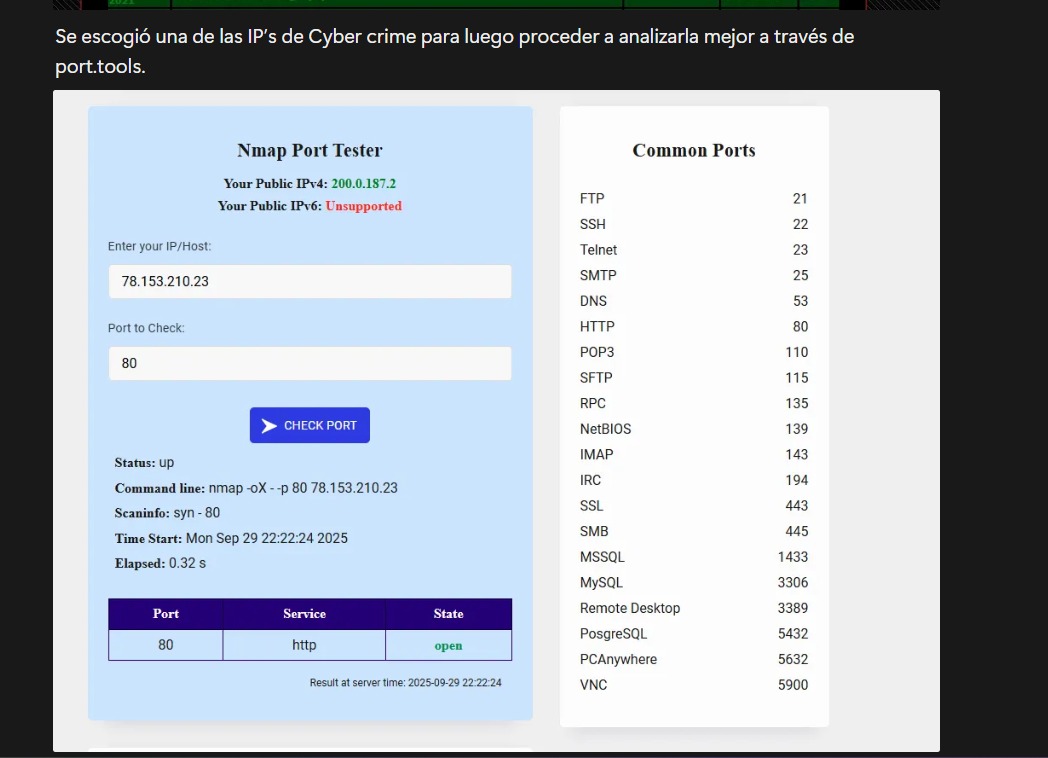 2021
Se escogió una de las IP's de Cyber crime para luego proceder a analizarla mejor a través de
port.tools.
Nmap Port Tester
Your Public IPv4: 200.0.187.2
Your Public IPv6: Unsupported
Enter your IP/Host:
78.153.210.23
Port to Check:
80
CHECK PORT
Status: up
Command line: nmap -oX - -p 80 78.153.210.23
Scaninfo: syn - 80
Time Start: Mon Sep 29 22:22:24 2025
Elapsed: 0.32 s
Port Service State
80 http open
Result at server time: 2025-09-29 22:22:24
Common Ports
FTP 21
SSH 22
Telnet 23
SMTP 25
DNS 53
HTTP 80
POP3 110
SFTP 115
RPC 135
NetBIOS 139
IMAP 143
IRC 194
SSL 443
SMB 445
MSSQL 1433
MySQL 3306
Remote Desktop 3389
PosgreSQL 5432
PCAnywhere 5632
VNC 5900